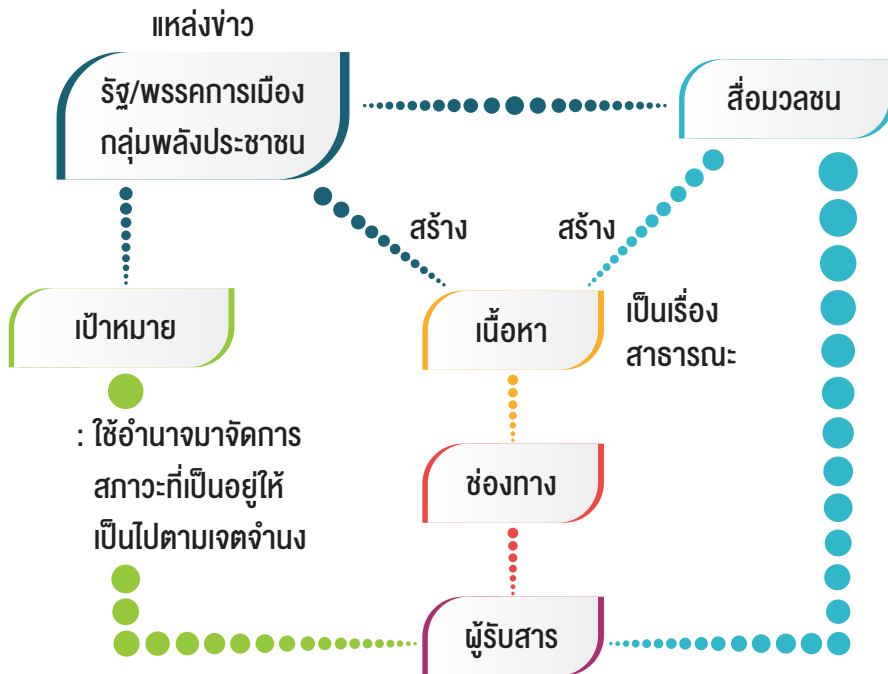 แหล่งข่าว
รัฐ/พรรคการเมือง
กลุ่มพลังประชาชน
สื่อมวลชน
สร้าง
สร้าง
เป้าหมาย
เนื้อหา
เป็นเรื่อง
สาธารณะ
: ใช้อำนาจมาจัดการ
สภาวะที่เป็นอยู่ให้
เป็นไปตามเจตจำนง
ช่องทาง
ผู้รับสาร